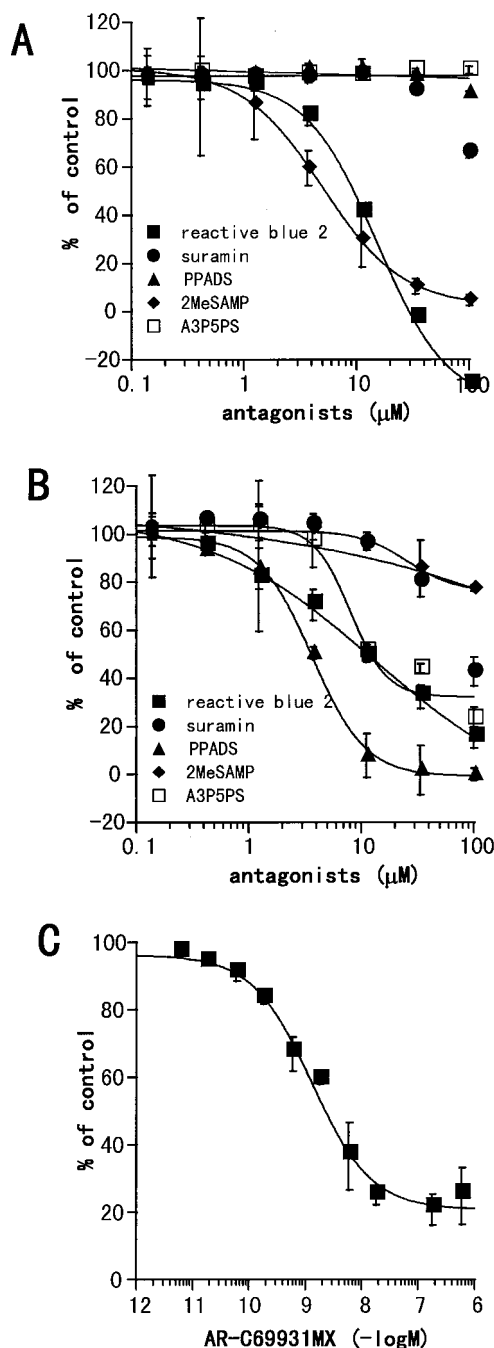 A
120
100
80
60
40
20
0
-20
% of control
reactive blue 2
suramin
PPADS
2MeSAMP
A3P5PS
0.1 1 10 100
antagonists (μM)
B
120
100
80
60
40
20
0
-20
% of control
reactive blue 2
suramin
PPADS
2MeSAMP
A3P5PS
0.1 1 10 100
antagonists (μM)
C
100
80
60
40
20
0
% of control
12 11 10 9 8 7 6
AR-C69931MX (-logM)